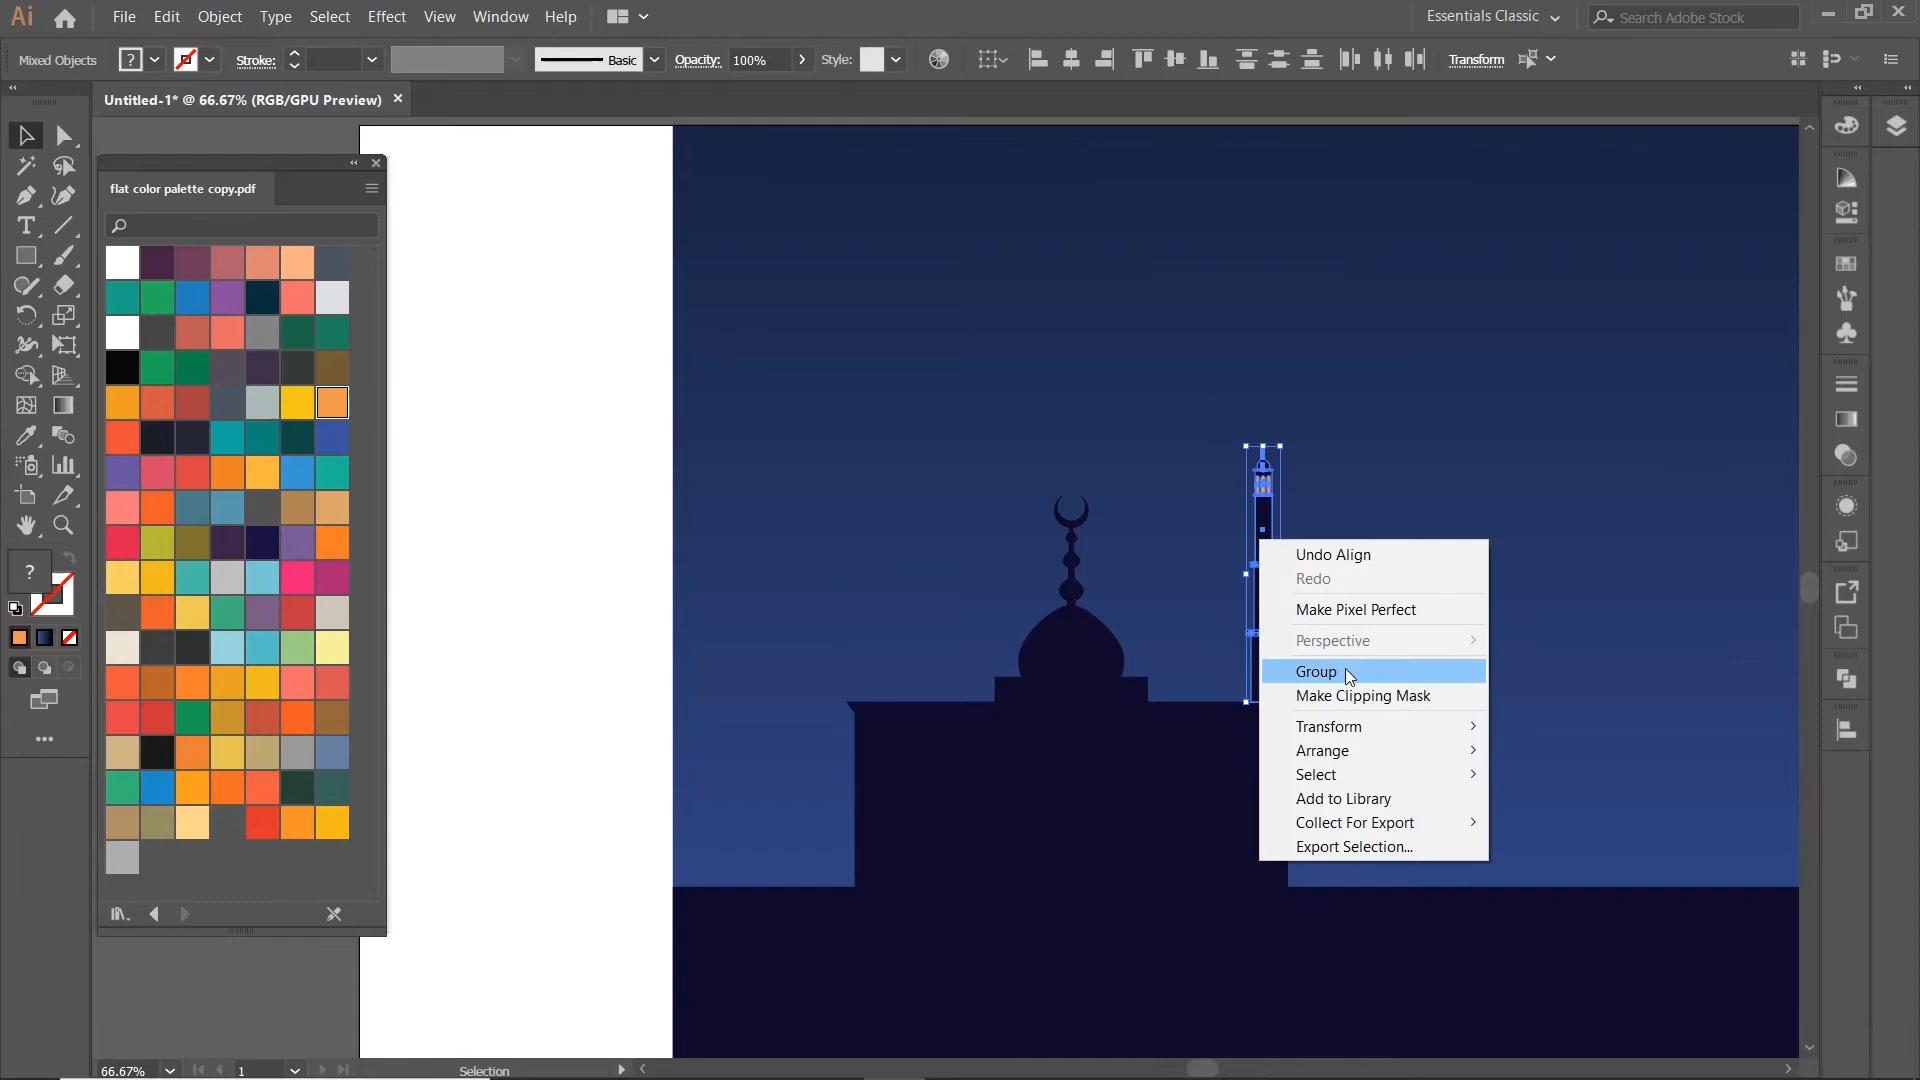 Ai File Edit Object Type Select Effect View Window Help Essentials Classic Search Adobe Stock
Mixed Objects ? Stroke: Basic Opacity: 100% Style: Transform
Untitled-1* @ 66.67% (RGB/GPU Preview)
flat color palette copy.pdf
?
Undo Align
Redo
Make Pixel Perfect
Perspective
Group
Make Clipping Mask
Transform
Arrange
Select
Add to Library
Collect For Export
Export Selection...
66.67% 1 Selection